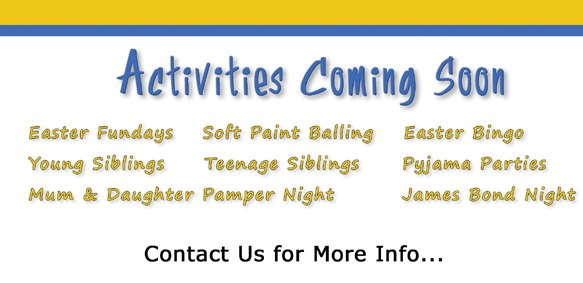 Activities Coming Soon
Easter Fundays Soft Paint Balling Easter Bingo
Young Siblings Teenage Siblings Pyjama Parties
Mum & Daughter Pamper Night James Bond Night
Contact Us for More Info...